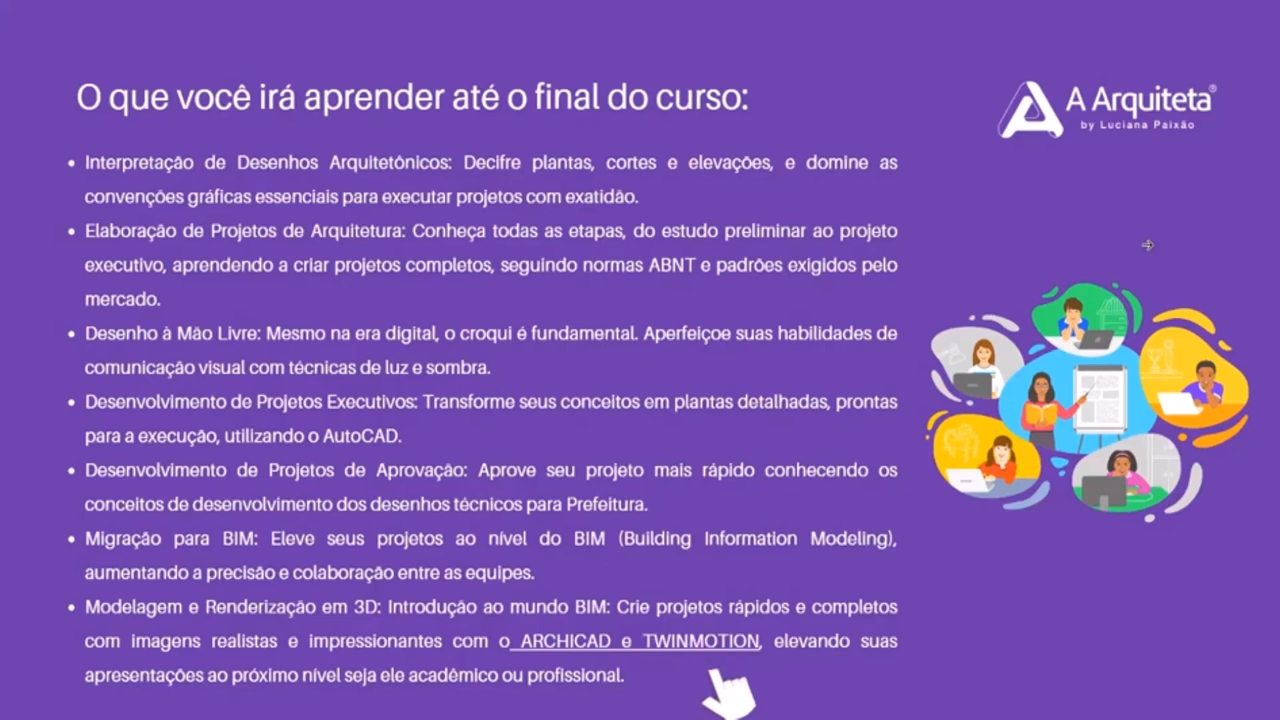 O que você irá aprender até o final do curso:
A Arquiteta®
by Luciana Paixão
• Interpretação de Desenhos Arquitetônicos: Decifre plantas, cortes e elevações, e domine as
convenções gráficas essenciais para executar projetos com exatidão.
• Elaboração de Projetos de Arquitetura: Conheça todas as etapas, do estudo preliminar ao projeto
executivo, aprendendo a criar projetos completos, seguindo normas ABNT e padrões exigidos pelo
mercado.
• Desenho à Mão Livre: Mesmo na era digital, o croqui é fundamental. Aperfeiçoe suas habilidades de
comunicação visual com técnicas de luz e sombra.
• Desenvolvimento de Projetos Executivos: Transforme seus conceitos em plantas detalhadas, prontas
para a execução, utilizando o AutoCAD.
• Desenvolvimento de Projetos de Aprovação: Aprove seu projeto mais rápido conhecendo os
conceitos de desenvolvimento dos desenhos técnicos para Prefeitura.
• Migração para BIM: Eleve seus projetos ao nível do BIM (Building Information Modeling),
aumentando a precisão e colaboração entre as equipes.
• Modelagem e Renderização em 3D: Introdução ao mundo BIM: Crie projetos rápidos e completos
com imagens realistas e impressionantes com o ARCHICAD e TWINMOTION, elevando suas
apresentações ao próximo nível seja ele acadêmico ou profissional.